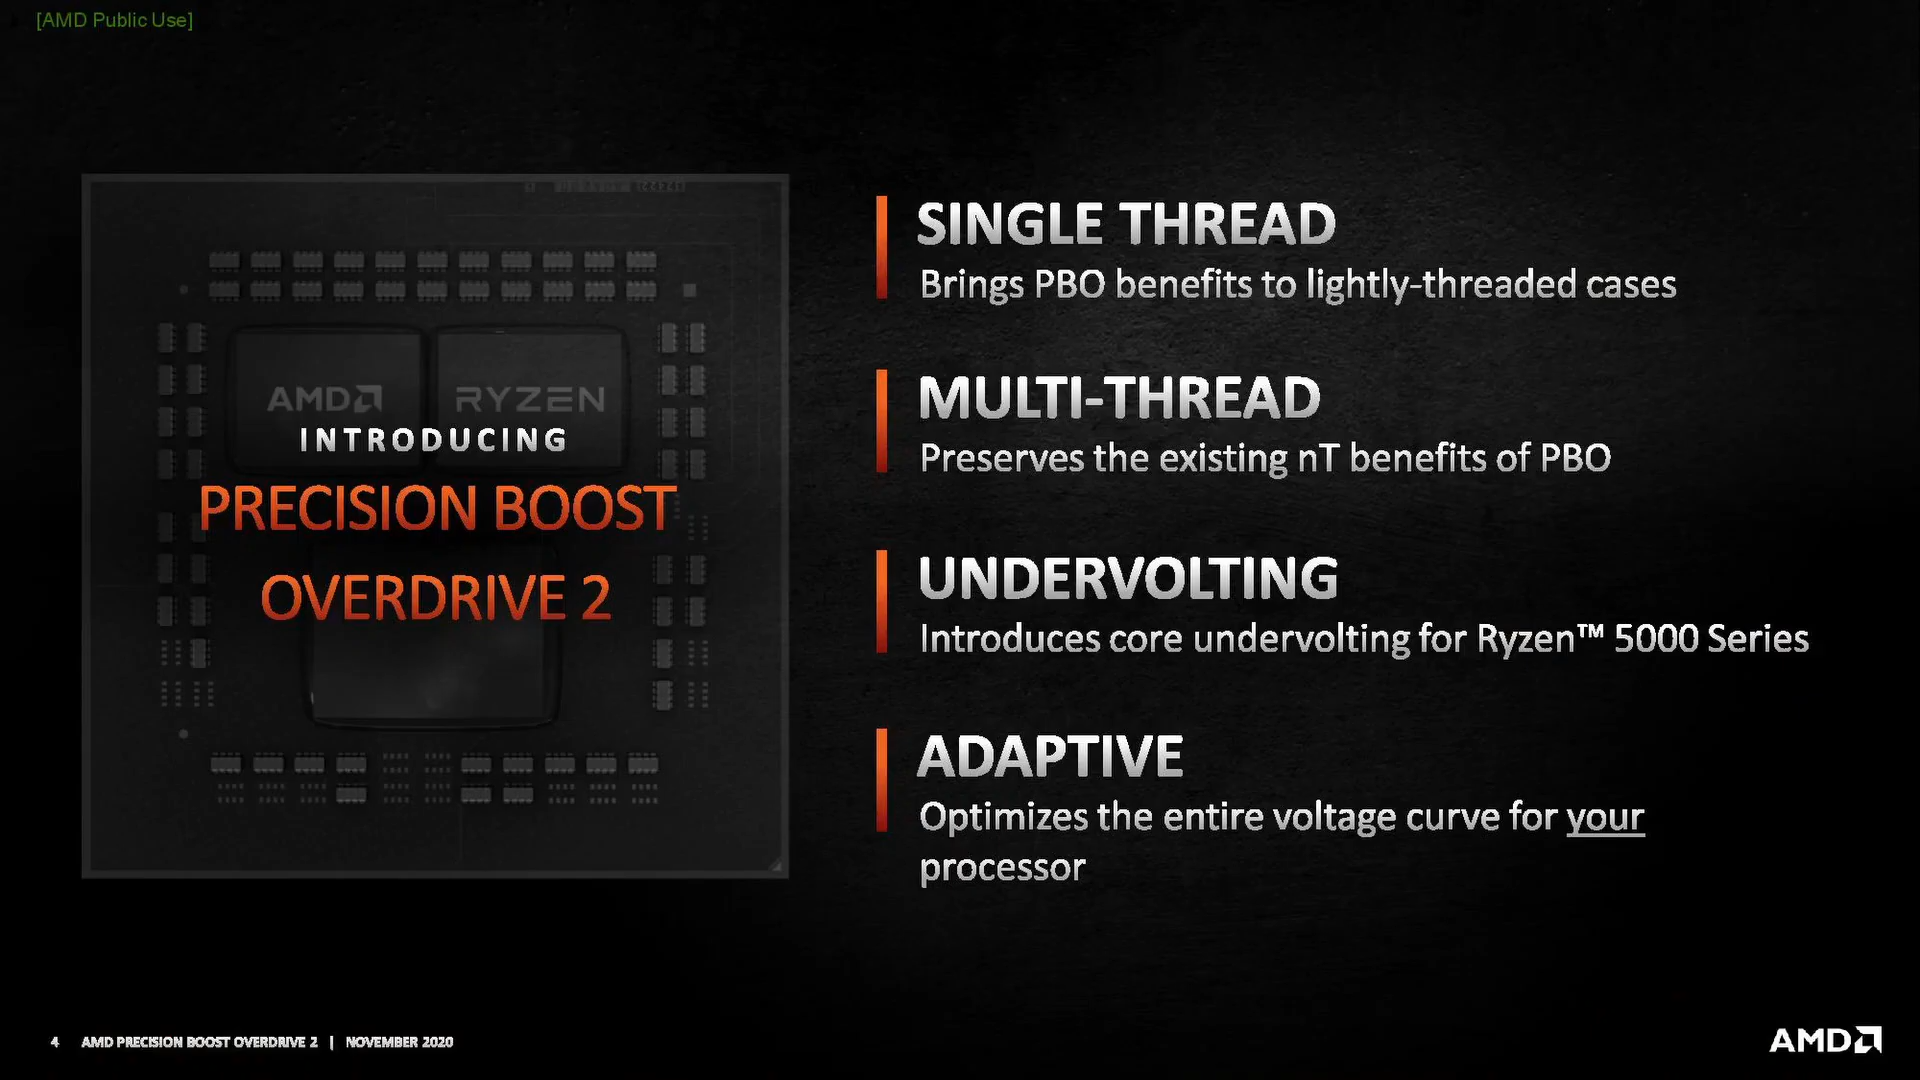 [AMD Public Use]
AMD RYZEN
INTRODUCING
PRECISION BOOST
OVERDRIVE 2
SINGLE THREAD
Brings PBO benefits to lightly-threaded cases
MULTI-THREAD
Preserves the existing nT benefits of PBO
UNDERVOLTING
Introduces core undervolting for Ryzen™ 5000 Series
ADAPTIVE
Optimizes the entire voltage curve for your
processor
4 AMD PRECISION BOOST OVERDRIVE 2 | NOVEMBER 2020
AMD